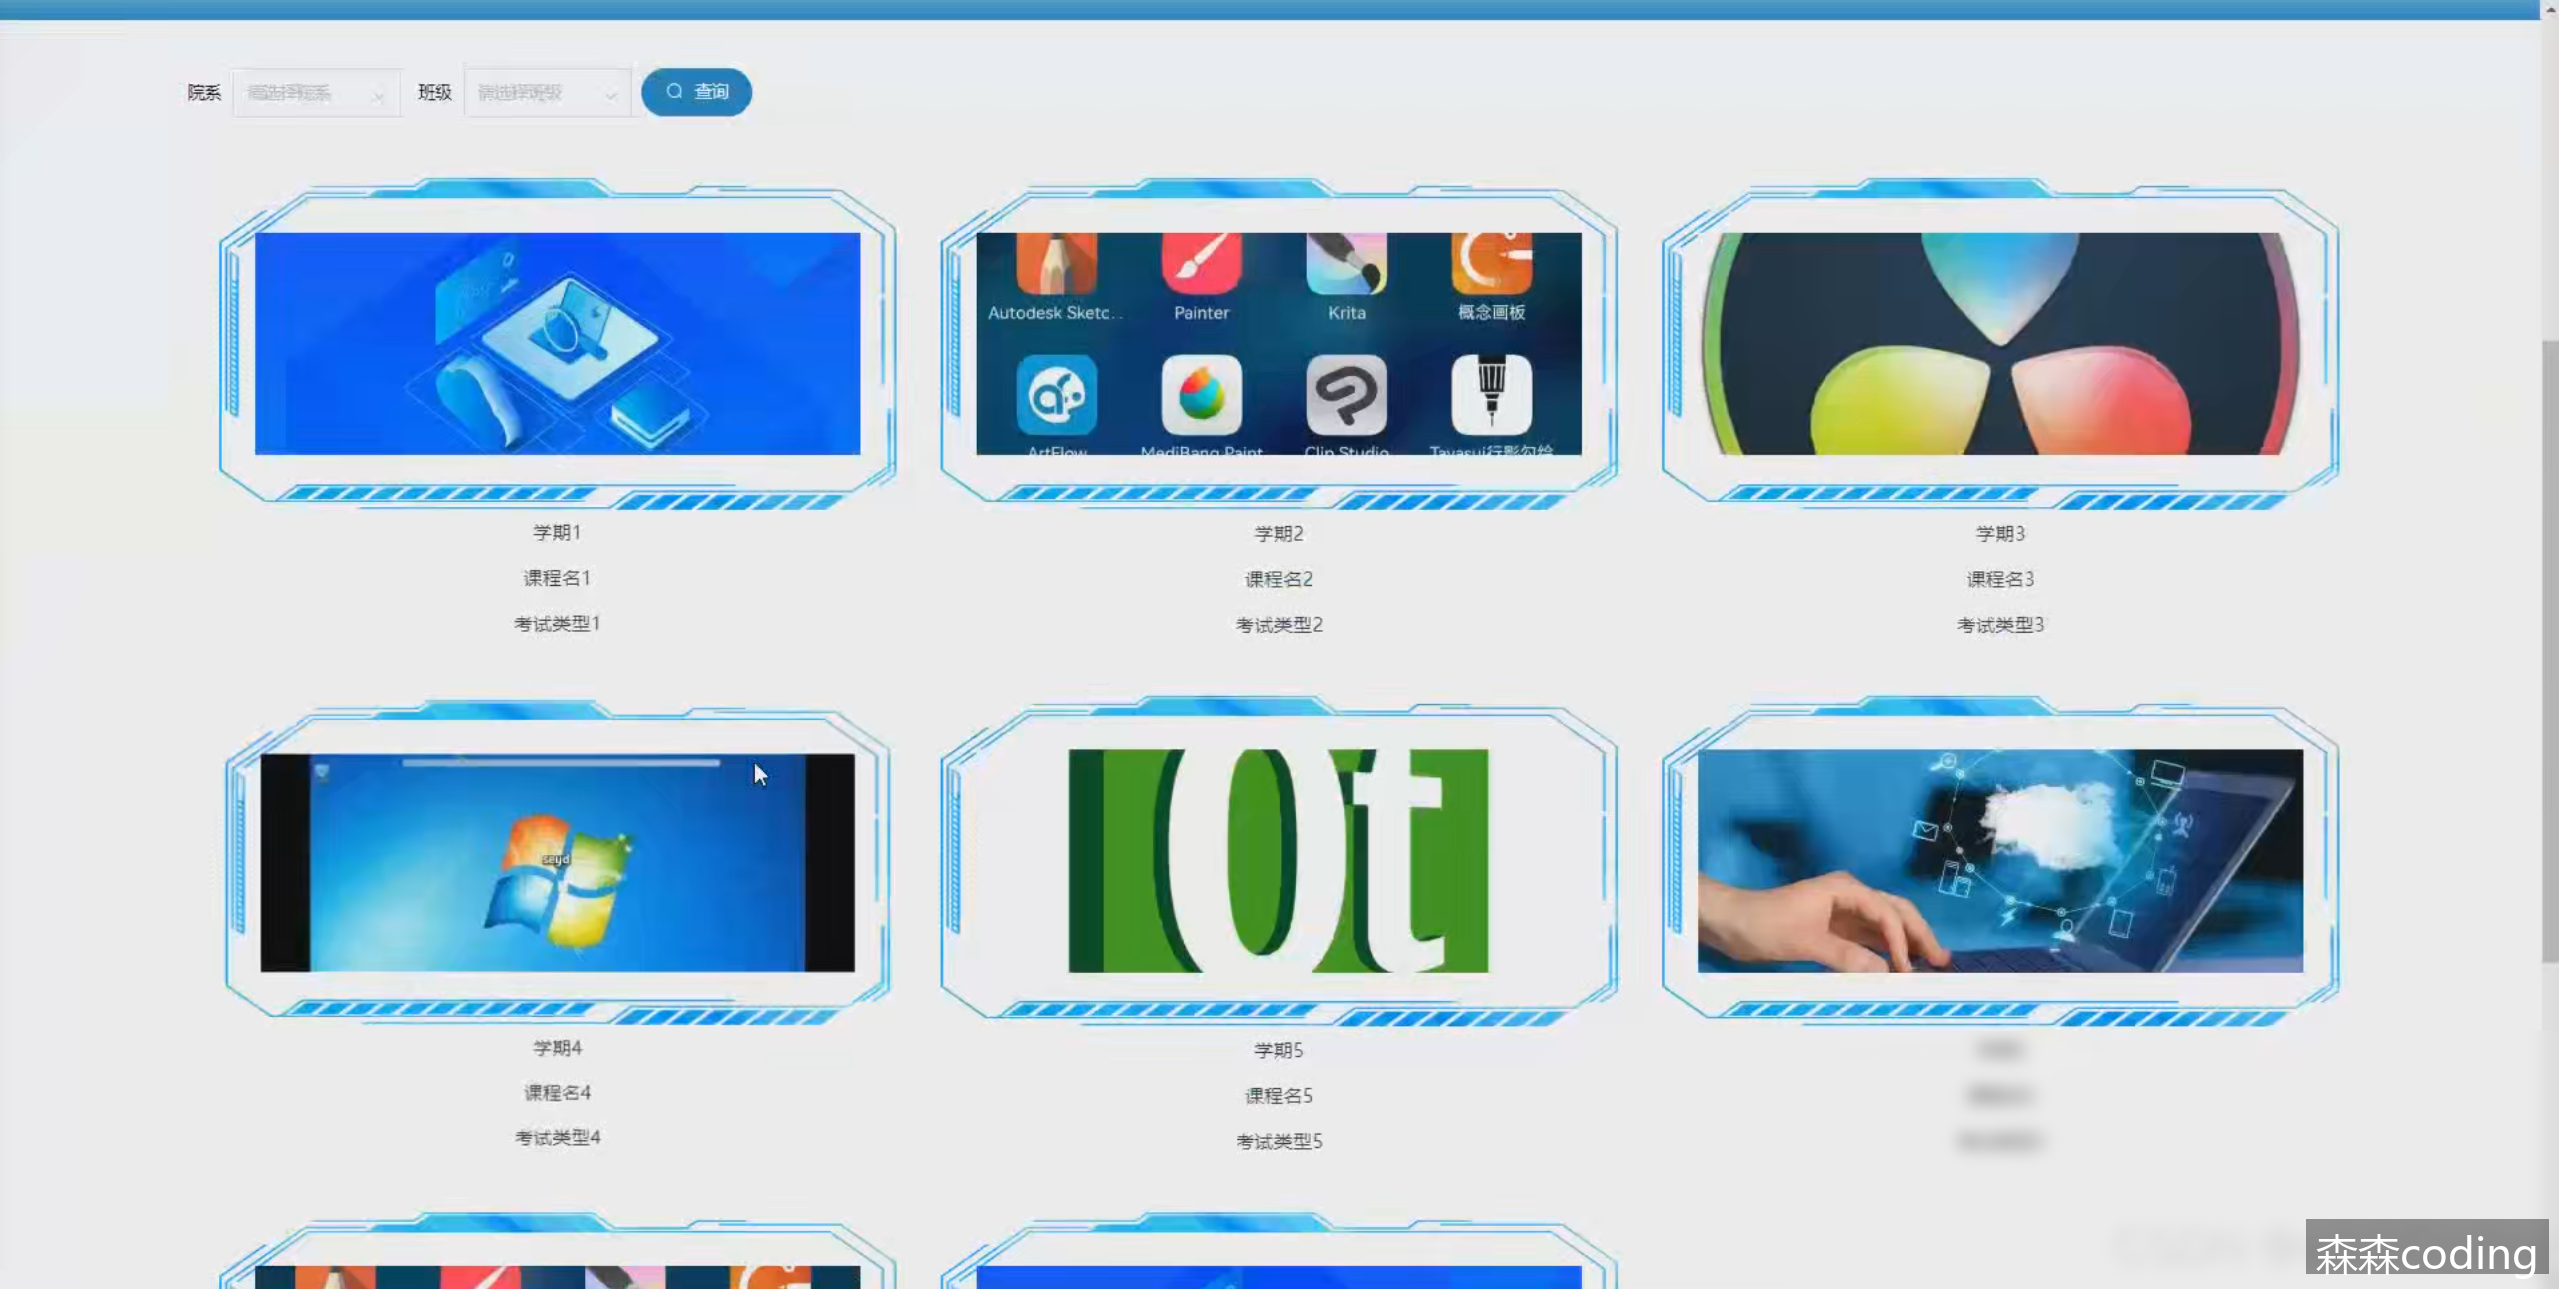 院系 请选择院系 班级 请选择班级 查询
Autodesk Sketc... Painter Krita 概念画板
ArtFlow MediBang Paint Clip Studio Tayasui行影勾绘
学期1 学期2 学期3
课程名1 课程名2 课程名3
考试类型1 考试类型2 考试类型3
seijd
Qt
学期4 学期5
课程名4 课程名5
考试类型4 考试类型5
森森coding